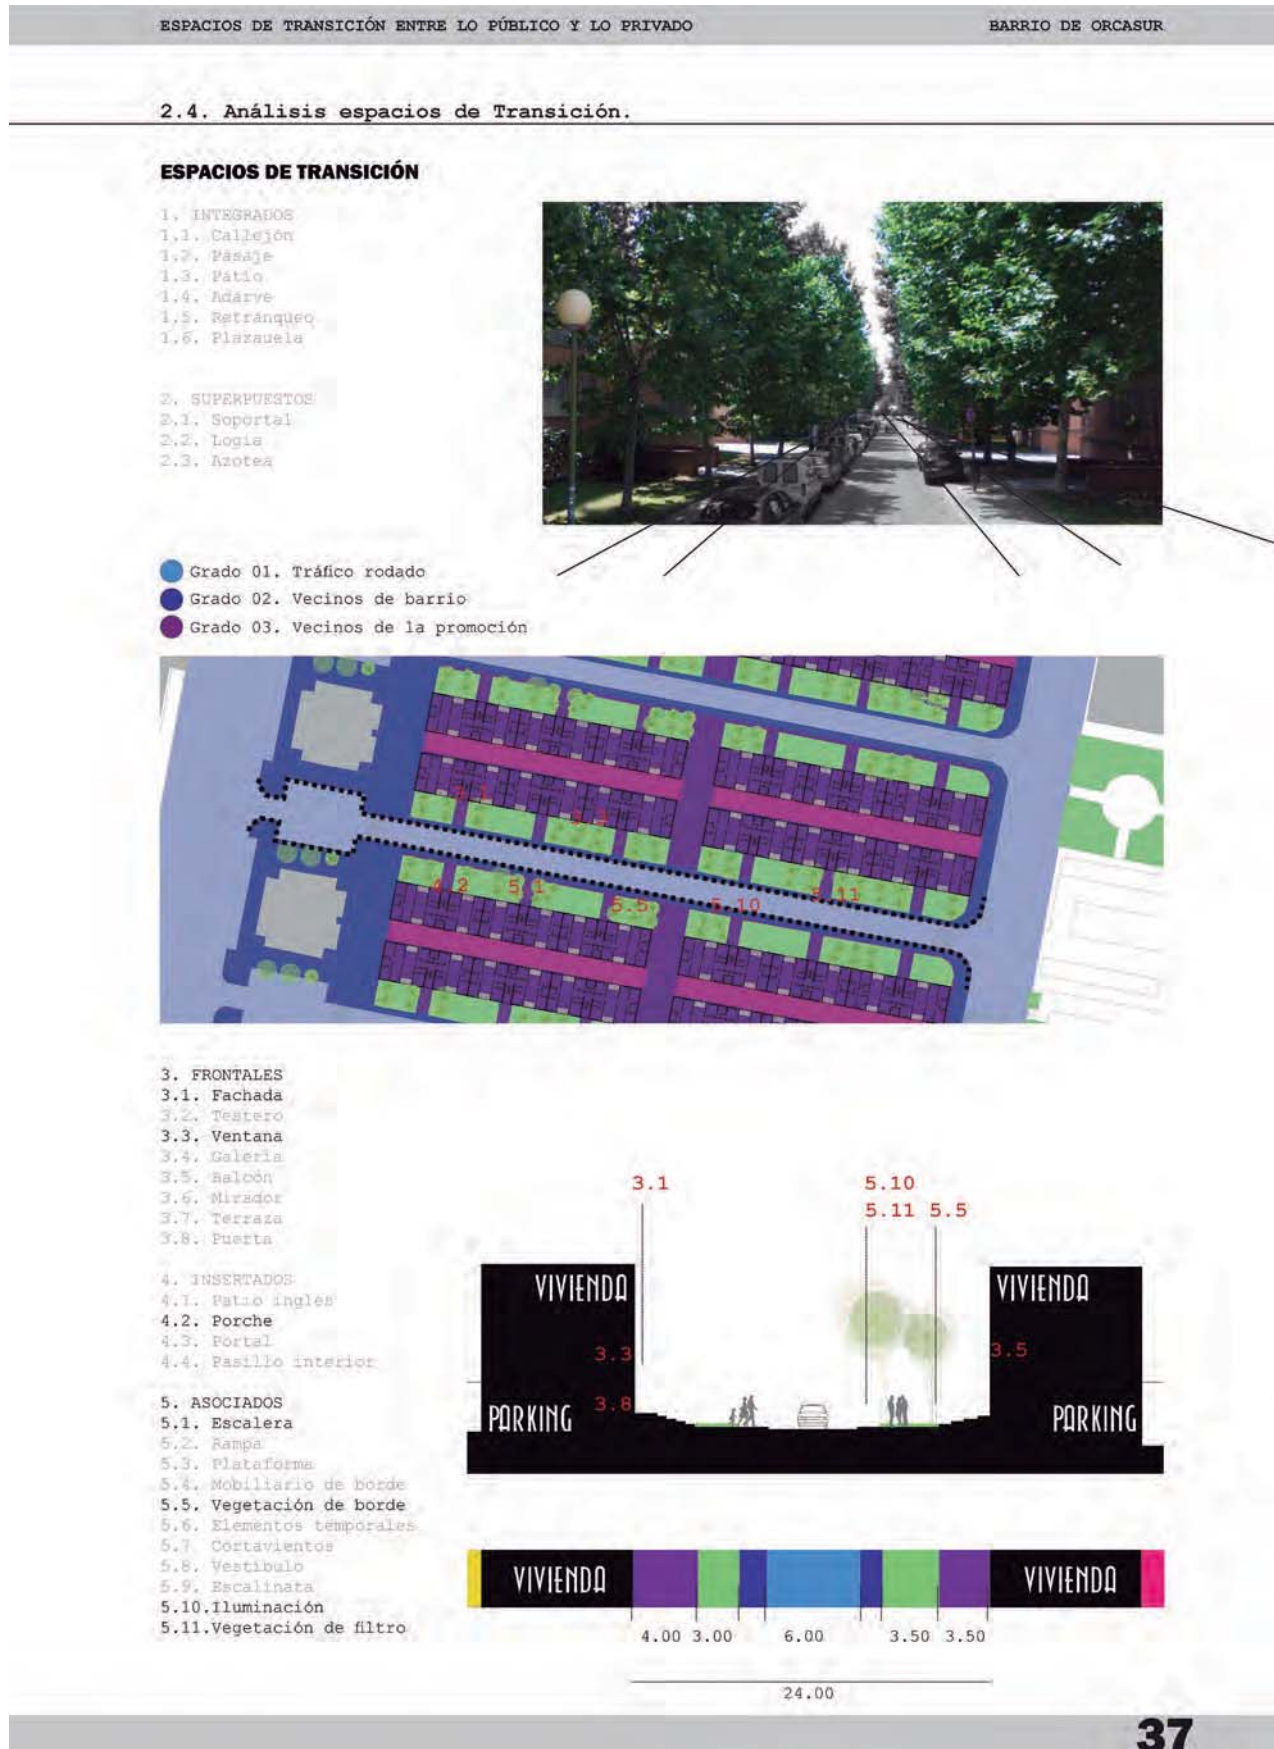 ESPACIOS DE TRANSICIÓN ENTRE LO PÚBLICO Y LO PRIVADO
BARRIO DE ORCASUR
2.4. Análisis espacios de Transición.
ESPACIOS DE TRANSICIÓN
1. INTEGRADOS
1.1. Callejón
1.2. Pasaje
1.3. Patio
1.4. Adarve
1.5. Retranqueo
1.6. Plazauela
2. SUPERPUESTOS
2.1. Soportal
2.2. Logia
2.3. Azotea
Grado 01. Tráfico rodado
Grado 02. Vecinos de barrio
Grado 03. Vecinos de la promoción
3.1
3.3
4.2
5.1
5.5
5.10
5.11
3. FRONTALES
3.1. Fachada
3.2. Testero
3.3. Ventana
3.4. Galería
3.5. Balcón
3.6. Mirador
3.7. Terraza
3.8. Puerta
4. INSERTADOS
4.1. Patio ingles
4.2. Porche
4.3. Portal
4.4. Pasillo interior
5. ASOCIADOS
5.1. Escalera
5.2. Rampa
5.3. Plataforma
5.4. Mobiliario de borde
5.5. Vegetación de borde
5.6. Elementos temporales
5.7. Cortavientos
5.8. Vestíbulo
5.9. Escalinata
5.10.Iluminación
5.11.Vegetación de filtro
3.1
5.10
5.11 5.5
VIVIENDA
VIVIENDA
3.3
3.5
3.8
PARKING
PARKING
VIVIENDA
VIVIENDA
4.00 3.00 6.00 3.50 3.50
24.00
37